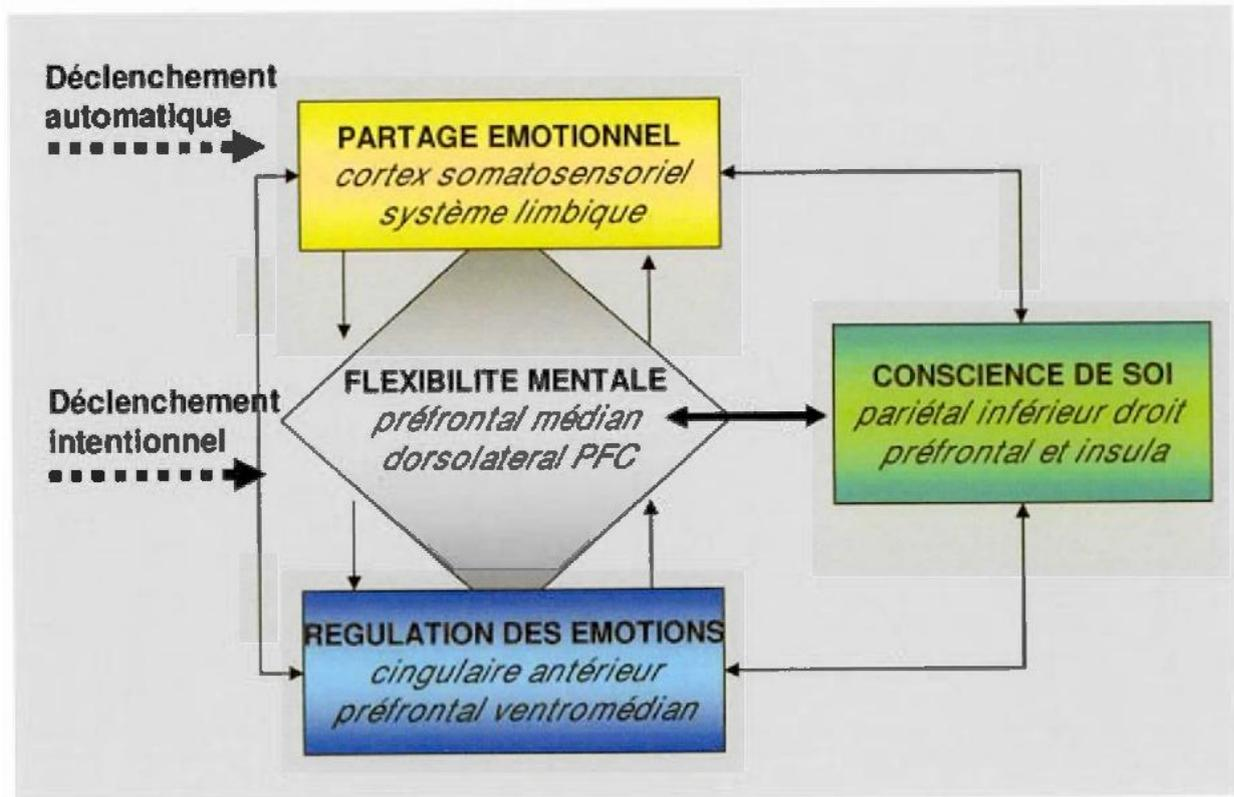 Déclenchement
automatique
PARTAGE EMOTIONNEL
cortex somatosensoriel
système limbique
Déclenchement
intentionnel
FLEXIBILITE MENTALE
préfrontal médian
dorsolateral PFC
CONSCIENCE DE SOI
pariétal inférieur droit
préfrontal et insula
REGULATION DES EMOTIONS
cingulaire antérieur
préfrontal ventromédian